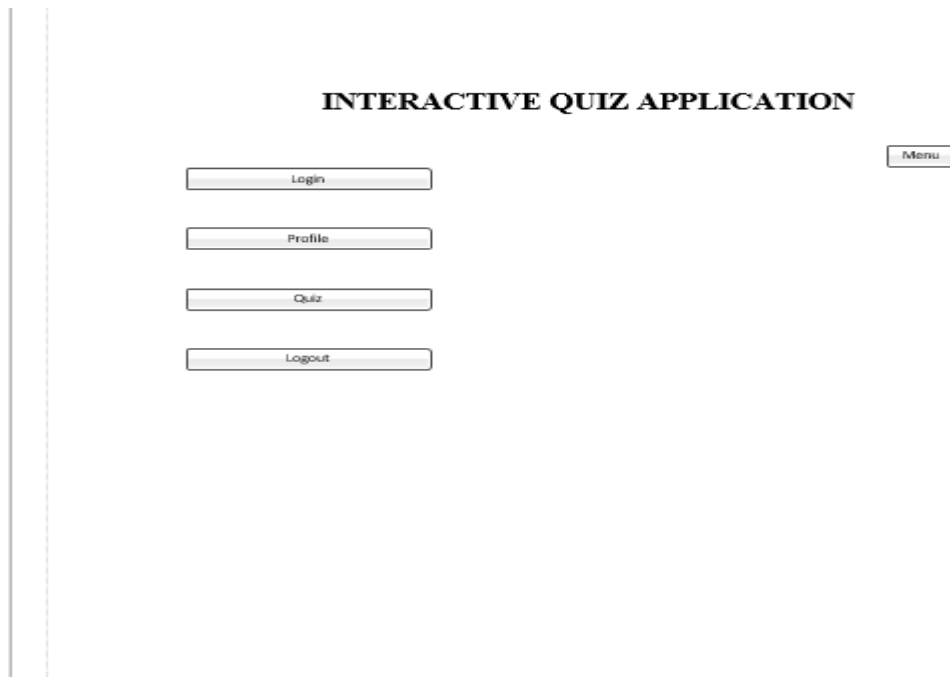 INTERACTIVE QUIZ APPLICATION
Menu
Login
Profile
Quiz
Logout